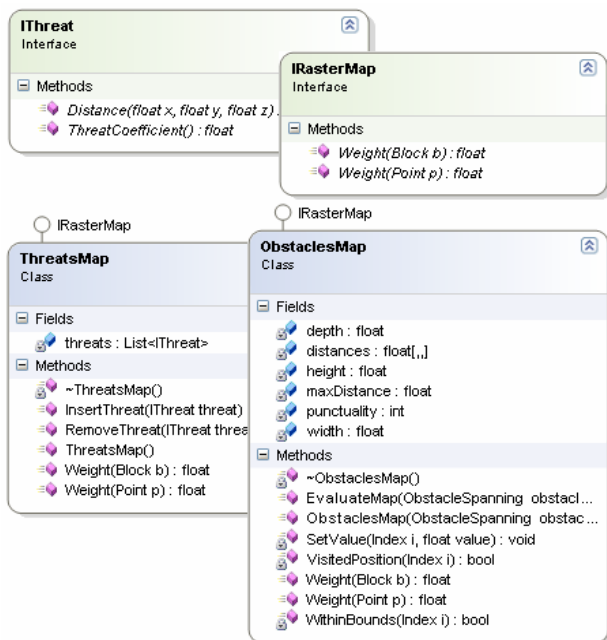 IThreat
Interface
Methods
Distance(float x, float y, float z)
ThreatCoefficient() : float
IRasterMap
Interface
Methods
Weight(Block b) : float
Weight(Point p) : float
IRasterMap
ThreatsMap
Class
Fields
threats : List<IThreat>
Methods
~ThreatsMap()
InsertThreat(IThreat threat)
RemoveThreat(IThreat threa
ThreatsMap()
Weight(Block b) : float
Weight(Point p) : float
IRasterMap
ObstaclesMap
Class
Fields
depth : float
distances : float[,,]
height : float
maxDistance : float
punctuality : int
width : float
Methods
~ObstaclesMap()
EvaluateMap(ObstacleSpanning obstacl...
ObstaclesMap(ObstacleSpanning obstac...
SetValue(Index i, float value) : void
VisitedPosition(Index i) : bool
Weight(Block b) : float
Weight(Point p) : float
WithinBounds(Index i) : bool